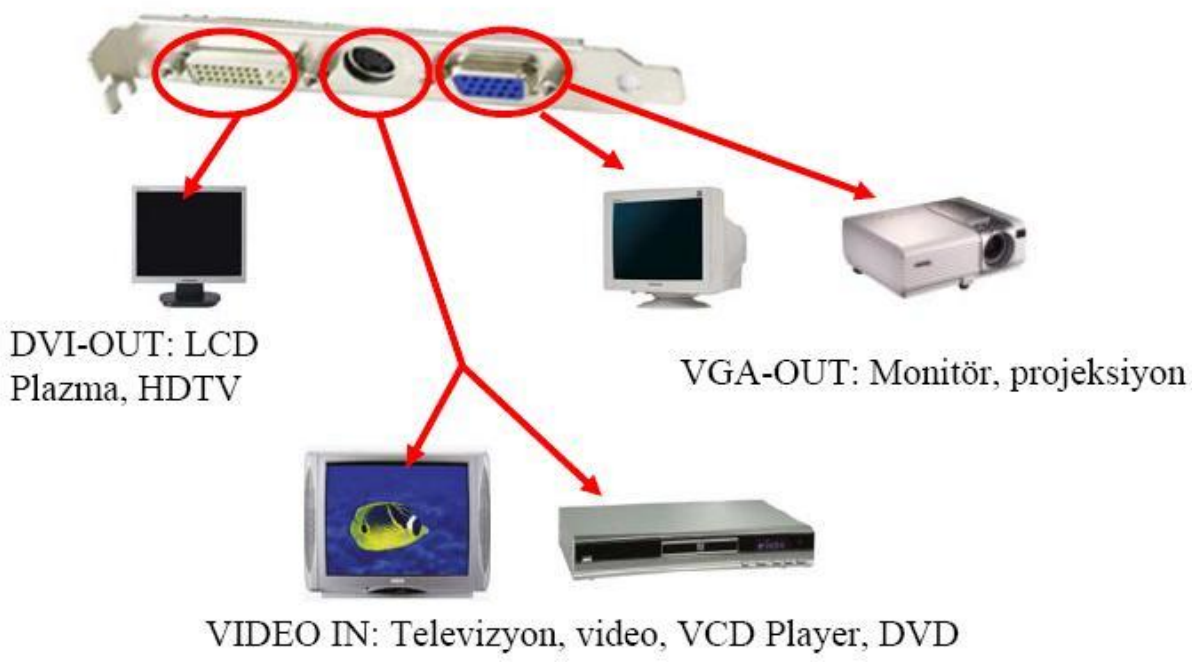 DVI-OUT: LCD
Plazma, HDTV
VGA-OUT: Monitör, projeksiyon
VIDEO IN: Televizyon, video, VCD Player, DVD